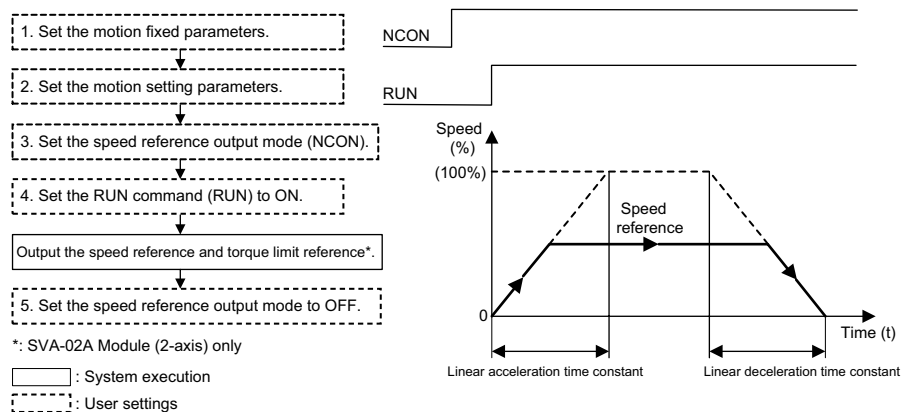 1. Set the motion fixed parameters.
2. Set the motion setting parameters.
3. Set the speed reference output mode (NCON).
4. Set the RUN command (RUN) to ON.
Output the speed reference and torque limit reference*.
5. Set the speed reference output mode to OFF.
*: SVA-02A Module (2-axis) only
: System execution
: User settings
NCON
RUN
Speed
(%)
(100%)
Speed
reference
0
Time (t)
Linear acceleration time constant
Linear deceleration time constant